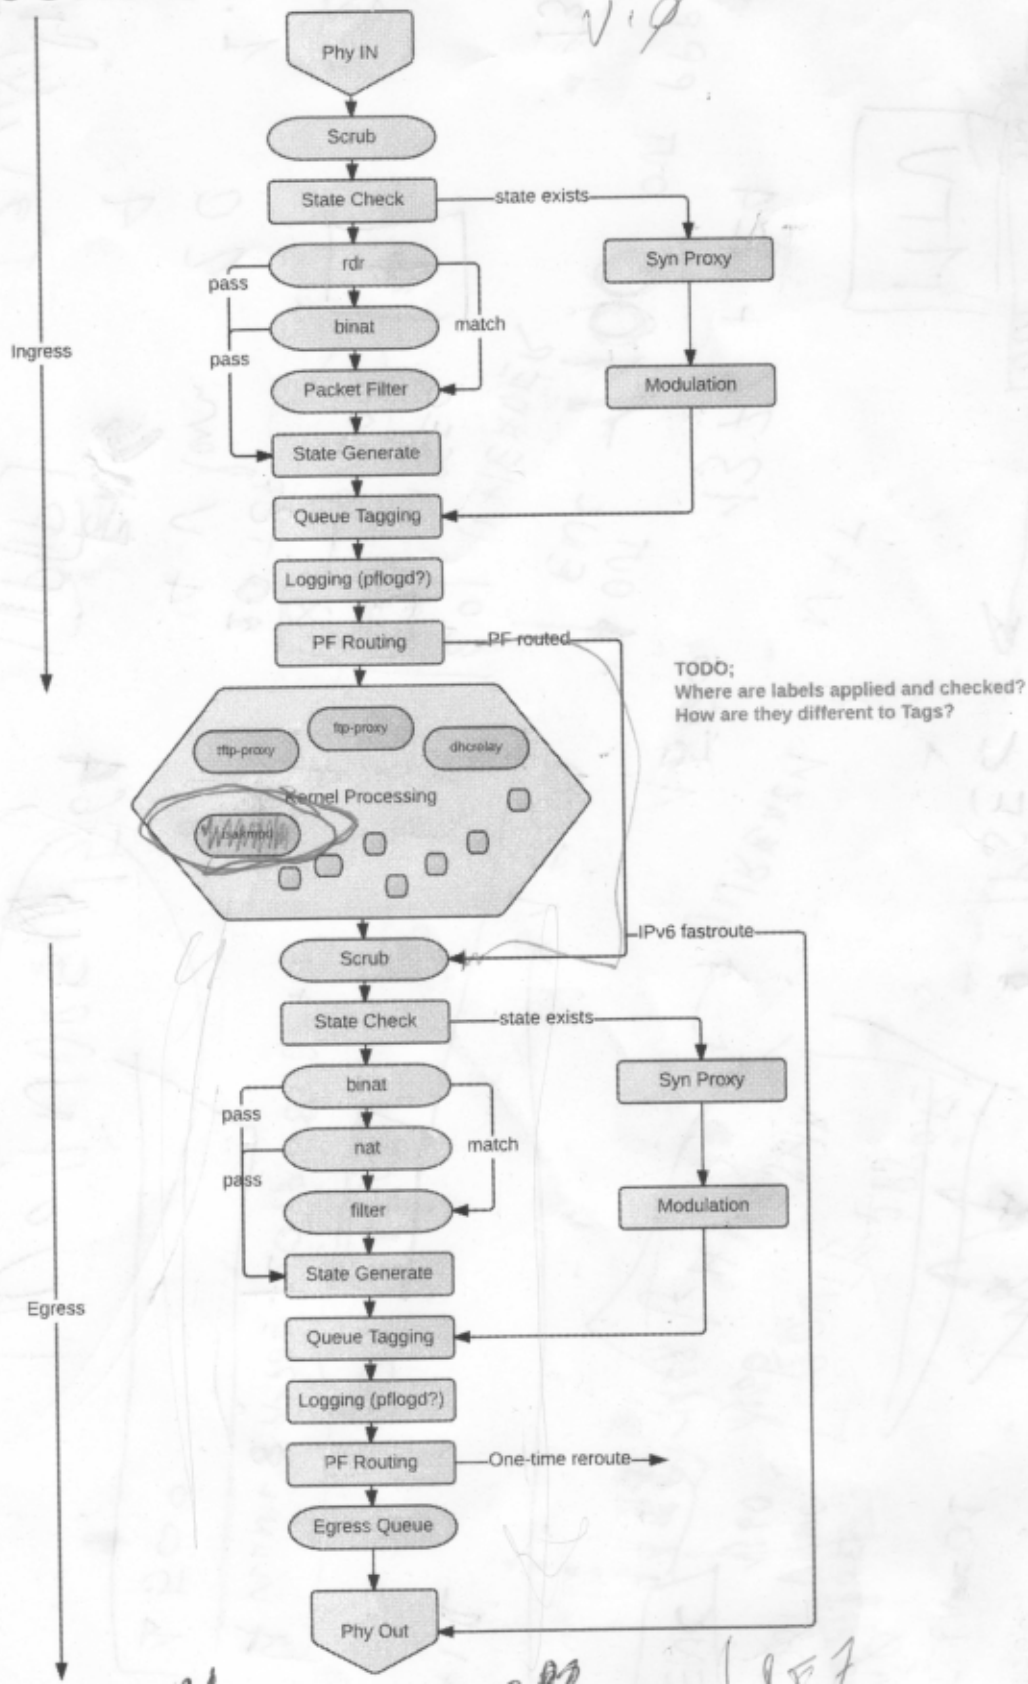 Phy IN
Scrub
State Check
state exists
rdr
Syn Proxy
pass
binat
match
Ingress
pass
Packet Filter
Modulation
State Generate
Queue Tagging
Logging (pflogd?)
PF Routing
PF routed
TODO;
Where are labels applied and checked?
How are they different to Tags?
ftp-proxy
tftp-proxy
dhcrelay
Kernel Processing
isakmpd
IPv6 fastroute
Scrub
State Check
state exists
binat
Syn Proxy
pass
nat
match
pass
filter
Modulation
State Generate
Egress
Queue Tagging
Logging (pflogd?)
PF Routing
One-time reroute
Egress Queue
Phy Out